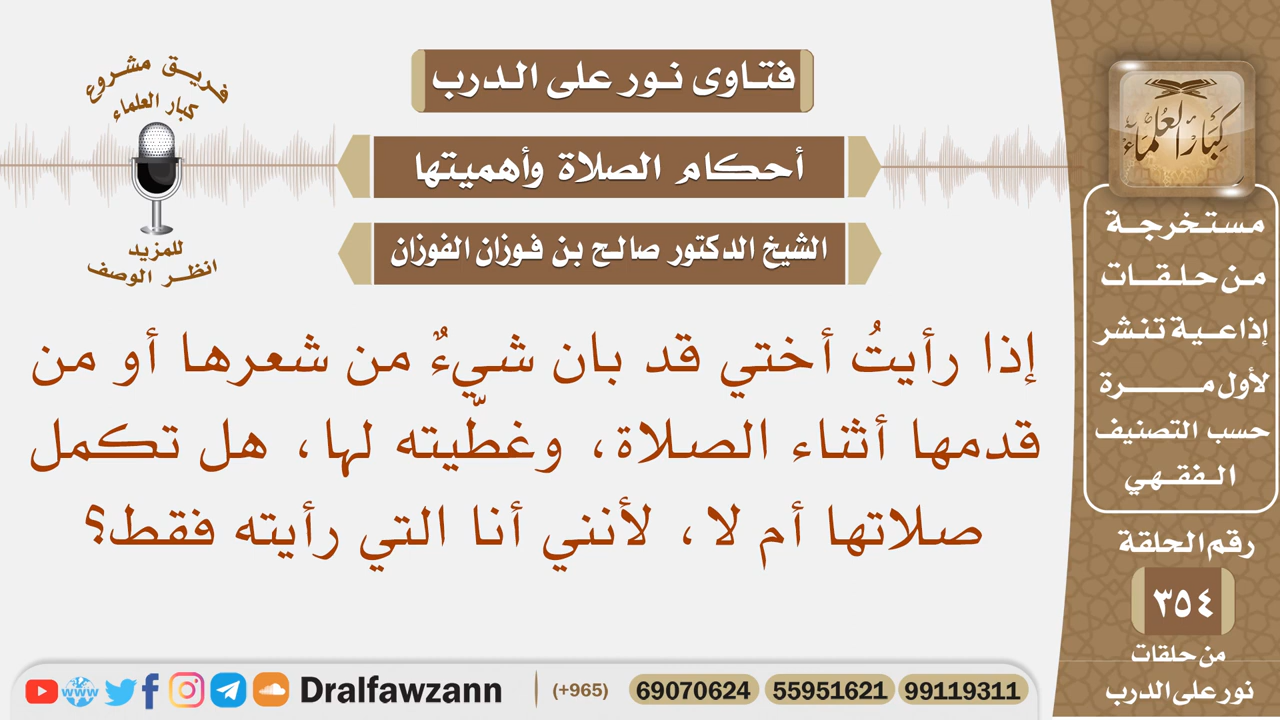 فتاوى نور على الدرب
أحكام الصلاة وأهميتها
الشيخ الدكتور صالح بن فوزان الفوزان
فريق مشروع
كبار العلماء
للمزيد
انظر الوصف
كبار العلماء
مستخرجة
من حلقات
إذاعية تنشر
لأول مرة
حسب التصنيف
الفقهي
رقم الحلقة
٣٥٤
من حلقات
نور على الدرب
إذا رأيتُ أختي قد بان شيءٌ من شعرها أو من
قدمها أثناء الصلاة، وغطّيته لها، هل تكمل
صلاتها أم لا، لأنني أنا التي رأيته فقط؟
www Dralfawzann (+965) 69070624 55951621 99119311